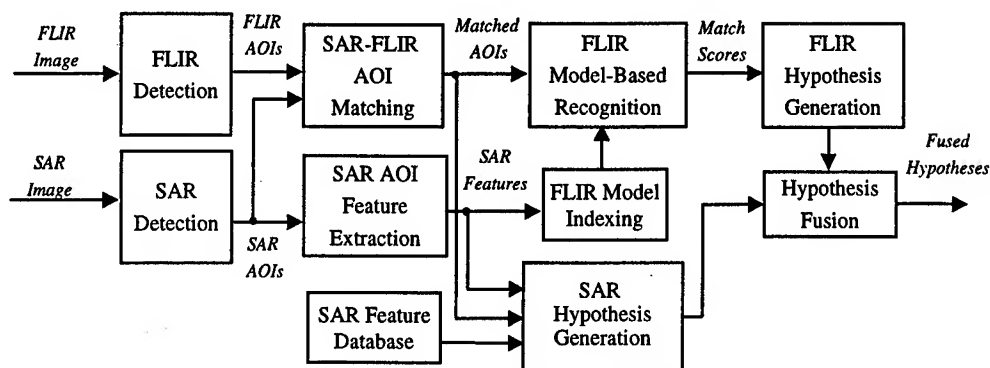 FLIR
Image
FLIR
Detection
FLIR
AOIs
SAR-FLIR
AOI
Matching
Matched
AOIs
FLIR
Model-Based
Recognition
Match
Scores
FLIR
Hypothesis
Generation
SAR
Image
SAR
Detection
SAR
AOIs
SAR AOI
Feature
Extraction
SAR
Features
FLIR Model
Indexing
Hypothesis
Fusion
Fused
Hypotheses
SAR Feature
Database
SAR
Hypothesis
Generation